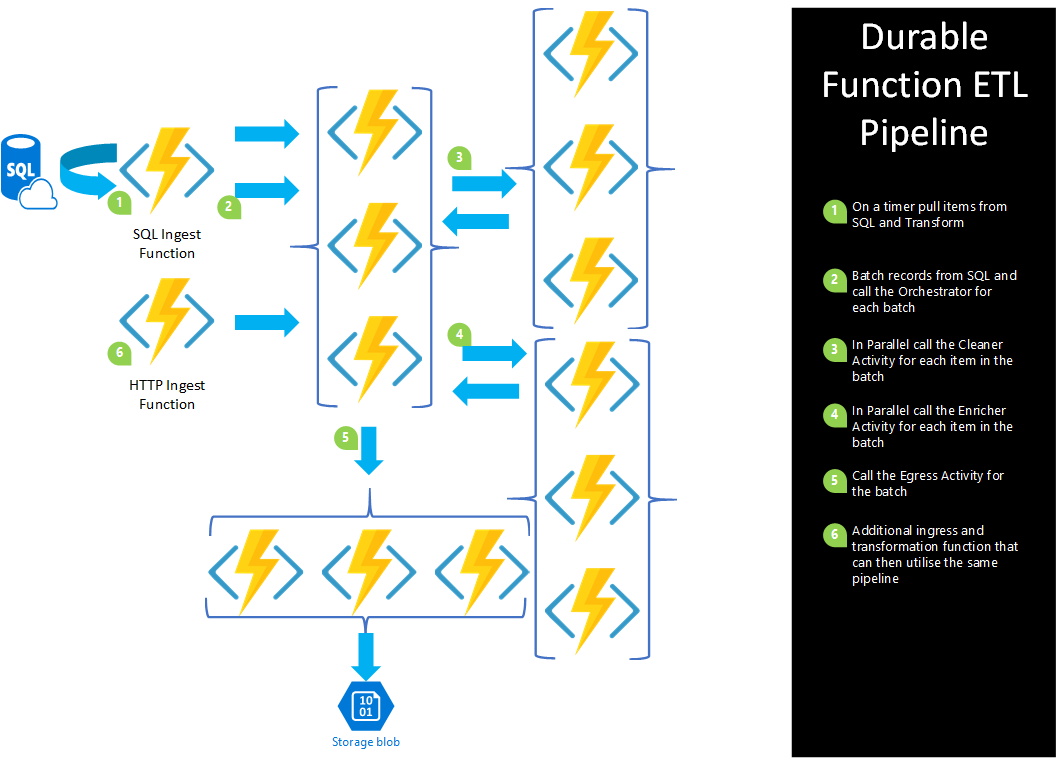 SQL
1
2
SQL Ingest
Function
6
HTTP Ingest
Function
3
4
5
10
01
Storage blob
Durable
Function ETL
Pipeline
1
On a timer pull items from
SQL and Transform
2
Batch records from SQL and
call the Orchestrator for
each batch
3
In Parallel call the Cleaner
Activity for each item in the
batch
4
In Parallel call the Enricher
Activity for each item in the
batch
5
Call the Egress Activity for
the batch
6
Additional ingress and
transformation function that
can then utilise the same
pipeline